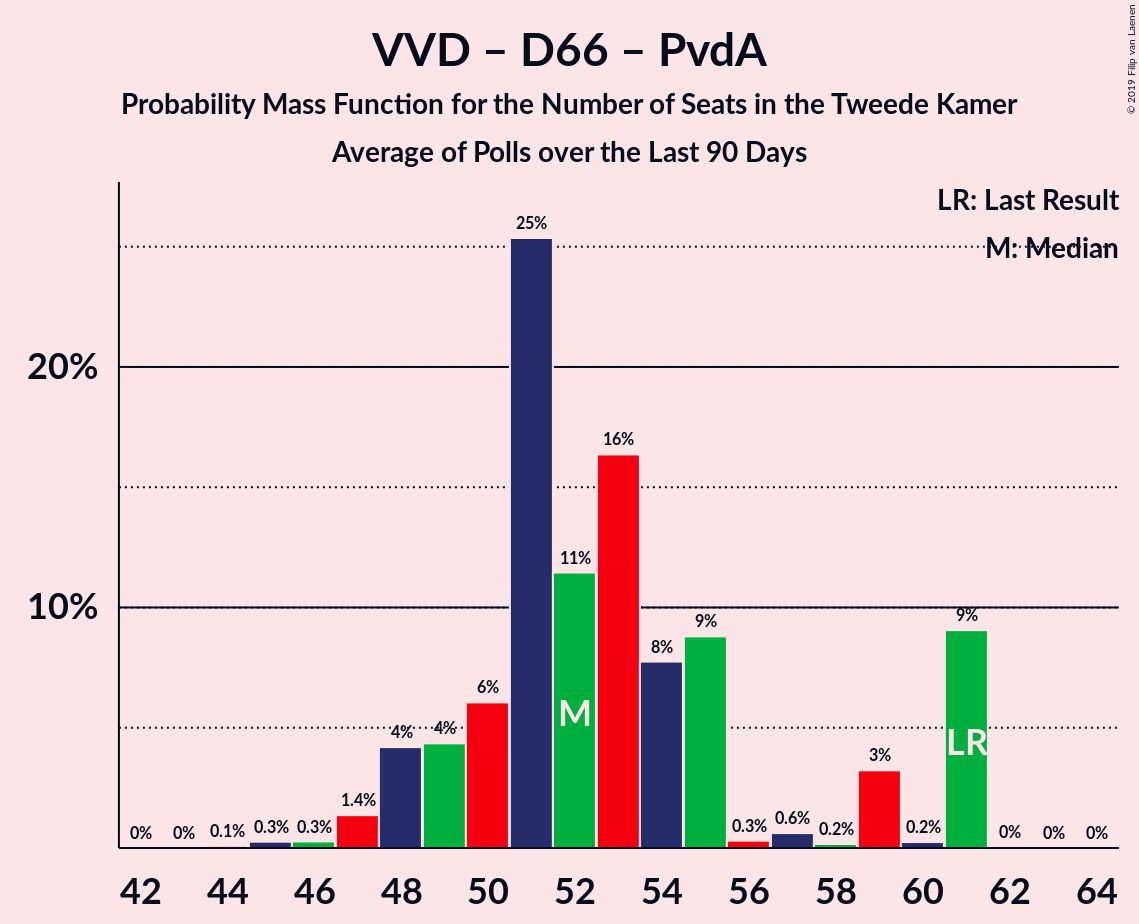 VVD – D66 – PvdA
Probability Mass Function for the Number of Seats in the Tweede Kamer
Average of Polls over the Last 90 Days
© 2019 Filip van Laenen
LR: Last Result
M: Median
20%
10%
0%
0%
0.1%
0.3%
0.3%
1.4%
4%
4%
6%
25%
11%
16%
8%
9%
0.3%
0.6%
0.2%
3%
0.2%
9%
0%
0%
0%
M
LR
42 44 46 48 50 52 54 56 58 60 62 64